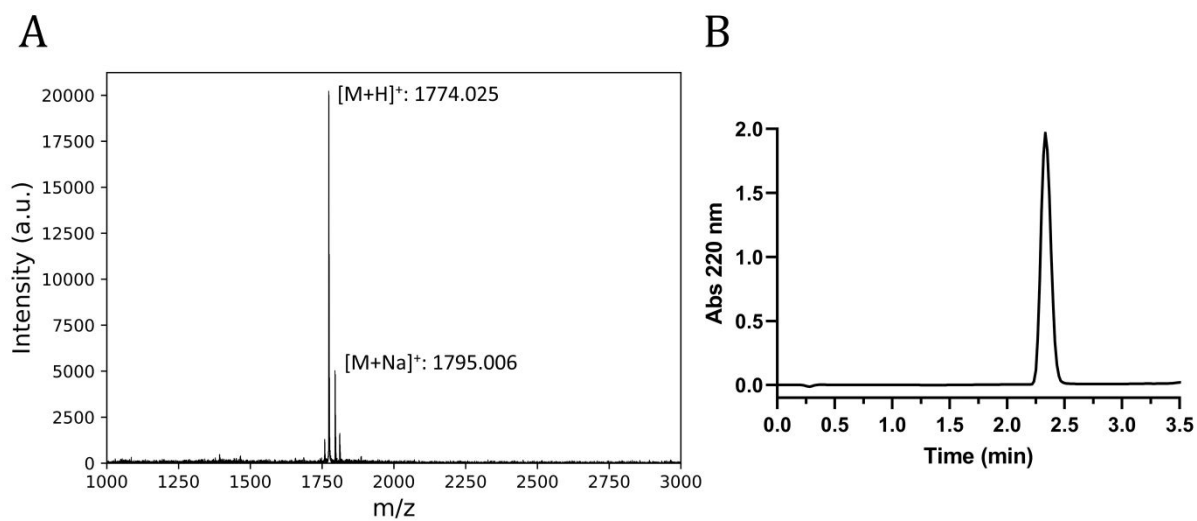 A
[M+H]+: 1774.025
[M+Na]+: 1795.006
Intensity (a.u.)
20000
17500
15000
12500
10000
7500
5000
2500
0
1000 1250 1500 1750 2000 2250 2500 2750 3000
m/z
B
Abs 220 nm
2.0
1.5
1.0
0.5
0.0
0.0 0.5 1.0 1.5 2.0 2.5 3.0 3.5
Time (min)